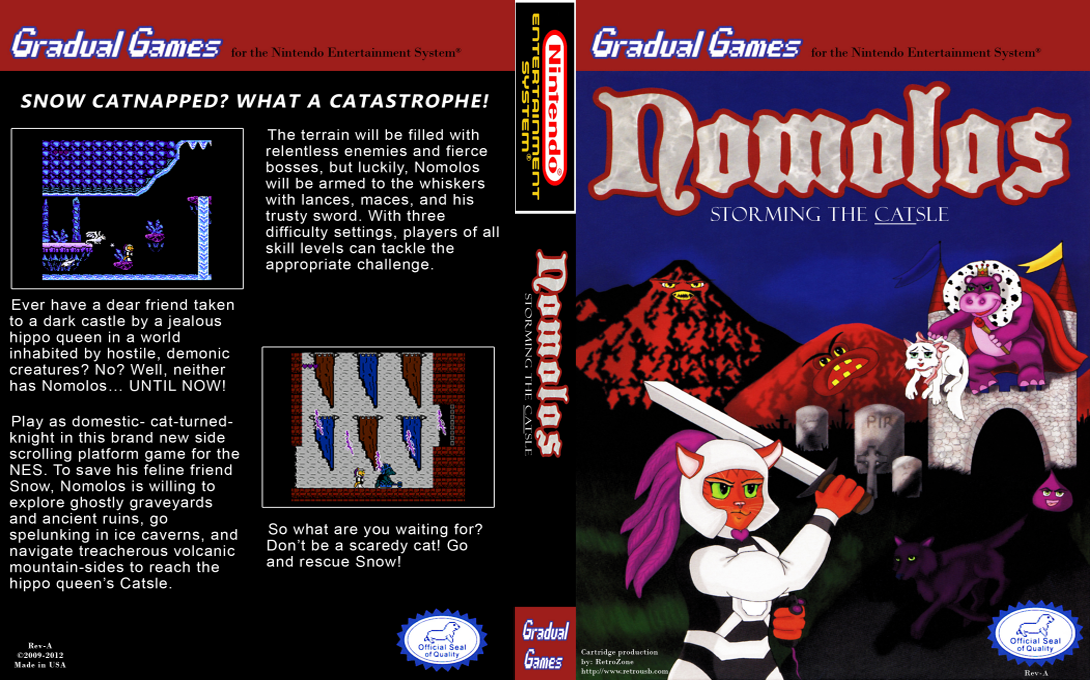 Gradual Games for the Nintendo Entertainment System®
SNOW CATNAPPED? WHAT A CATASTROPHE!
The terrain will be filled with
relentless enemies and fierce
bosses, but luckily, Nomolos
will be armed to the whiskers
with lances, maces, and his
trusty sword. With three
difficulty settings, players of all
skill levels can tackle the
appropriate challenge.
Ever have a dear friend taken
to a dark castle by a jealous
hippo queen in a world
inhabited by hostile, demonic
creatures? No? Well, neither
has Nomolos... UNTIL NOW!
Play as domestic- cat-turned-
knight in this brand new side
scrolling platform game for the
NES. To save his feline friend
Snow, Nomolos is willing to
explore ghostly graveyards
and ancient ruins, go
spelunking in ice caverns, and
navigate treacherous volcanic
mountain-sides to reach the
hippo queen's Catsle.
So what are you waiting for?
Don't be a scaredy cat! Go
and rescue Snow!
Rev-A
©2009-2012
Made in USA
Official Seal
of Quality
Nintendo®
ENTERTAINMENT
SYSTEM®
Nomolos
STORMING THE CATSLE
Gradual
Games
Gradual Games for the Nintendo Entertainment System®
Nomolos
STORMING THE CATSLE
PIR
Cartridge production
by: RetroZone
http://www.retrousb.com
Official Seal
of Quality
Rev-A